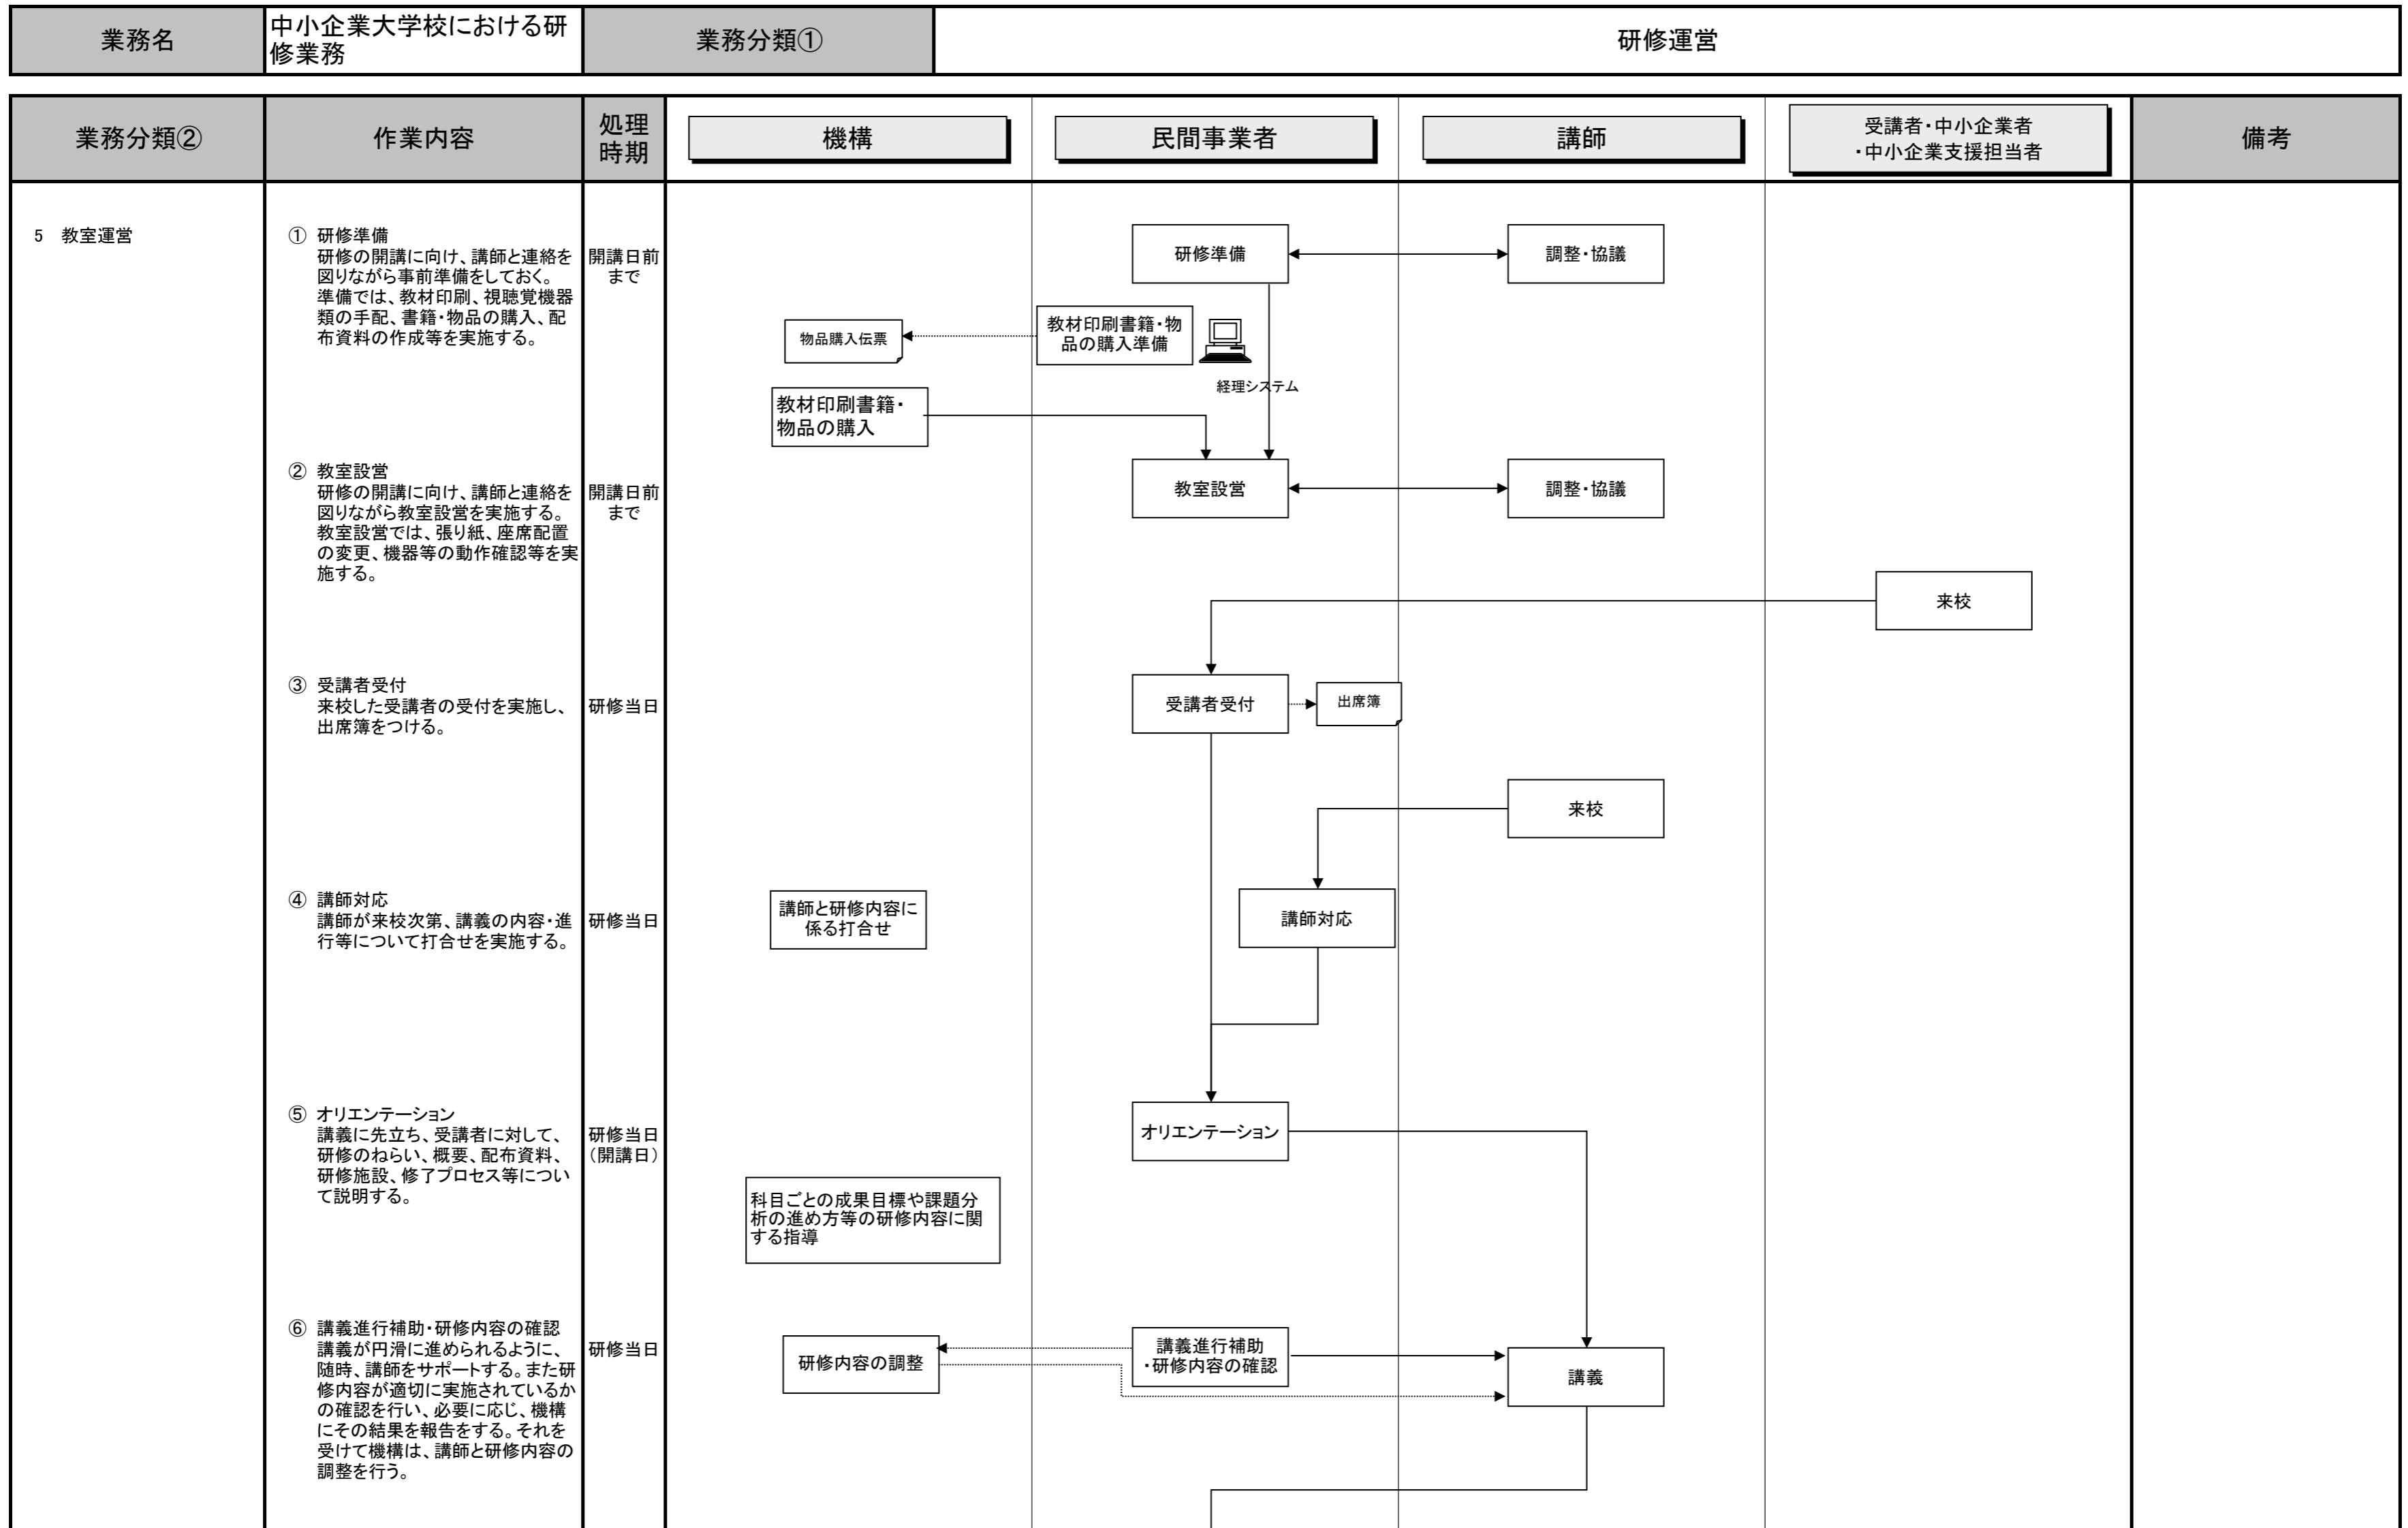 業務名
中小企業大学校における研
修業務
業務分類①
研修運営
業務分類②
作業内容
処理
時期
機構
民間事業者
講師
受講者・中小企業者
・中小企業支援担当者
備考
5 教室運営
① 研修準備
研修の開講に向け、講師と連絡を
図りながら事前準備をしておく。
準備では、教材印刷、視聴覚機器
類の手配、書籍・物品の購入、配
布資料の作成等を実施する。
開講日前
まで
研修準備
調整・協議
物品購入伝票
教材印刷書籍・物
品の購入準備
経理システム
教材印刷書籍・
物品の購入
② 教室設営
研修の開講に向け、講師と連絡を
図りながら教室設営を実施する。
教室設営では、張り紙、座席配置
の変更、機器等の動作確認等を実
施する。
開講日前
まで
教室設営
調整・協議
来校
③ 受講者受付
来校した受講者の受付を実施し、
出席簿をつける。
研修当日
受講者受付
出席簿
来校
④ 講師対応
講師が来校次第、講義の内容・進
行等について打合せを実施する。
研修当日
講師と研修内容に
係る打合せ
講師対応
⑤ オリエンテーション
講義に先立ち、受講者に対して、
研修のねらい、概要、配布資料、
研修施設、修了プロセス等につい
て説明する。
研修当日
（開講日）
オリエンテーション
科目ごとの成果目標や課題分
析の進め方等の研修内容に関
する指導
⑥ 講義進行補助・研修内容の確認
講義が円滑に進められるように、
随時、講師をサポートする。また研
修内容が適切に実施されているか
の確認を行い、必要に応じ、機構
にその結果を報告をする。それを
受けて機構は、講師と研修内容の
調整を行う。
研修当日
研修内容の調整
講義進行補助
・研修内容の確認
講義